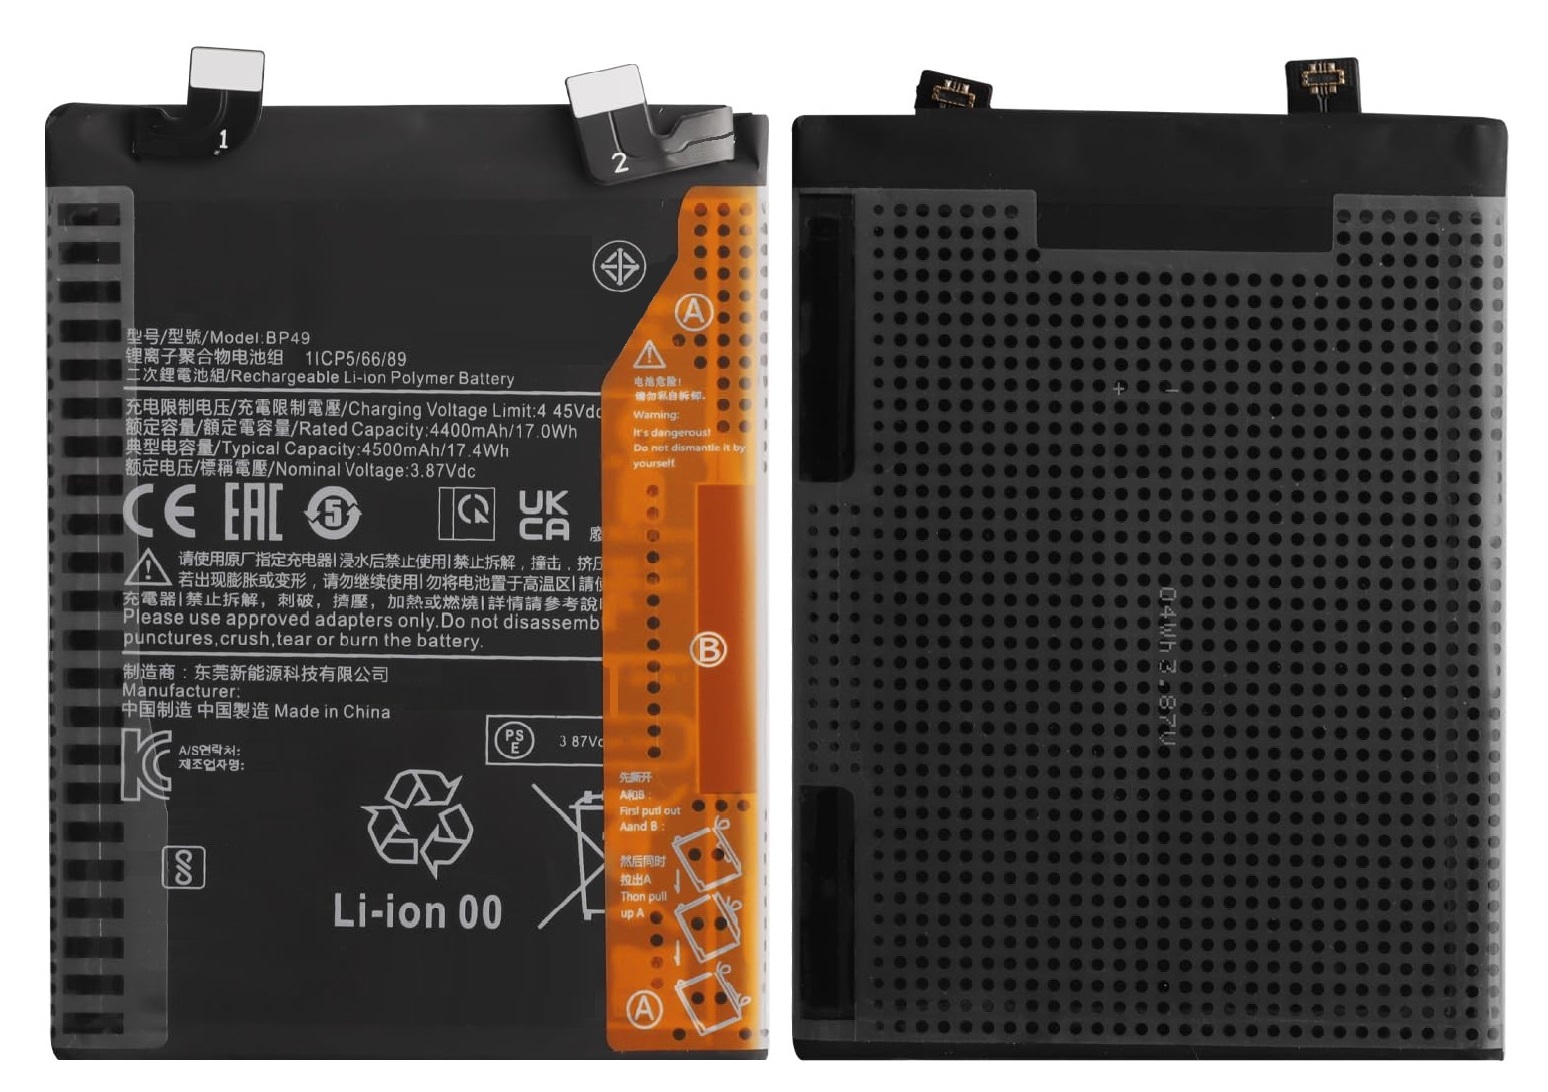 1
2
型号/型號/Model:BP49
锂离子聚合物电池组 1ICP5/66/89
二次鋰電池組/Rechargeable Li-ion Polymer Battery
充电限制电压/充電限制電壓/Charging Voltage Limit:4 45Vdc
额定容量/額定電容量/Rated Capacity:4400mAh/17.0Wh
典型电容量/Typical Capacity:4500mAh/17.4Wh
额定电压/標稱電壓/Nominal Voltage:3.87Vdc
CE EAC 5 UK
CA
请使用原厂指定充电器|浸水后禁止使用|禁止拆解，撞击，挤压
若出现膨胀或变形，请勿继续使用|勿将电池置于高温区|請使
充電器|禁止拆解，刺破，擠壓，加熱或燃燒|詳情請參考說
Please use approved adapters only.Do not disassemb
punctures,crush,tear or burn the battery.
制造商：东莞新能源科技有限公司
Manufacturer:
中国制造 中国製造 Made in China
KC
A/S연락처:
제조업자명:
PS
E
3 87Vc
Li-ion 00
A
电池危险!
请勿私自拆卸.
Warning:
It's dangerous!
Do not dismantle it by
yourself
B
先撕开
A和B :
First putl out
Aand B :
然后同时
拉出A
Thon pull
up A
A
+ −
04Wh 3.87V